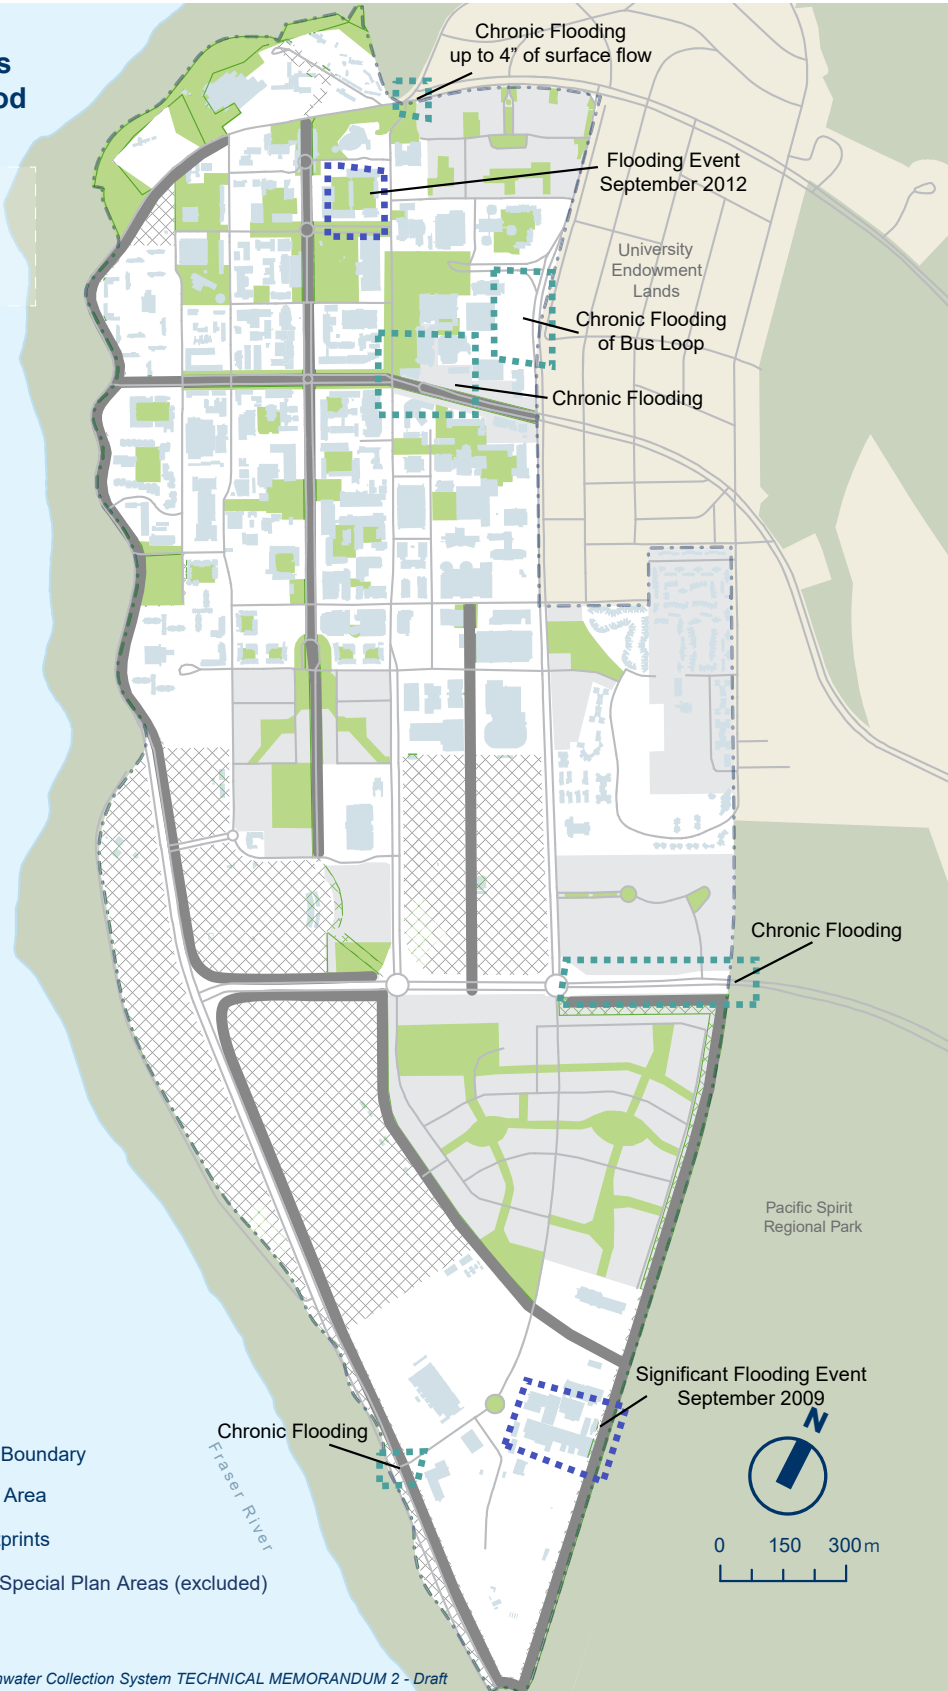 s
od
Chronic Flooding
up to 4” of surface flow
Flooding Event
September 2012
University
Endowment
Lands
Chronic Flooding
of Bus Loop
Chronic Flooding
Chronic Flooding
Pacific Spirit
Regional Park
Significant Flooding Event
September 2009
N
Chronic Flooding
Fraser River
Boundary
Area
prints
Special Plan Areas (excluded)
0 150 300m
nwater Collection System TECHNICAL MEMORANDUM 2 - Draft